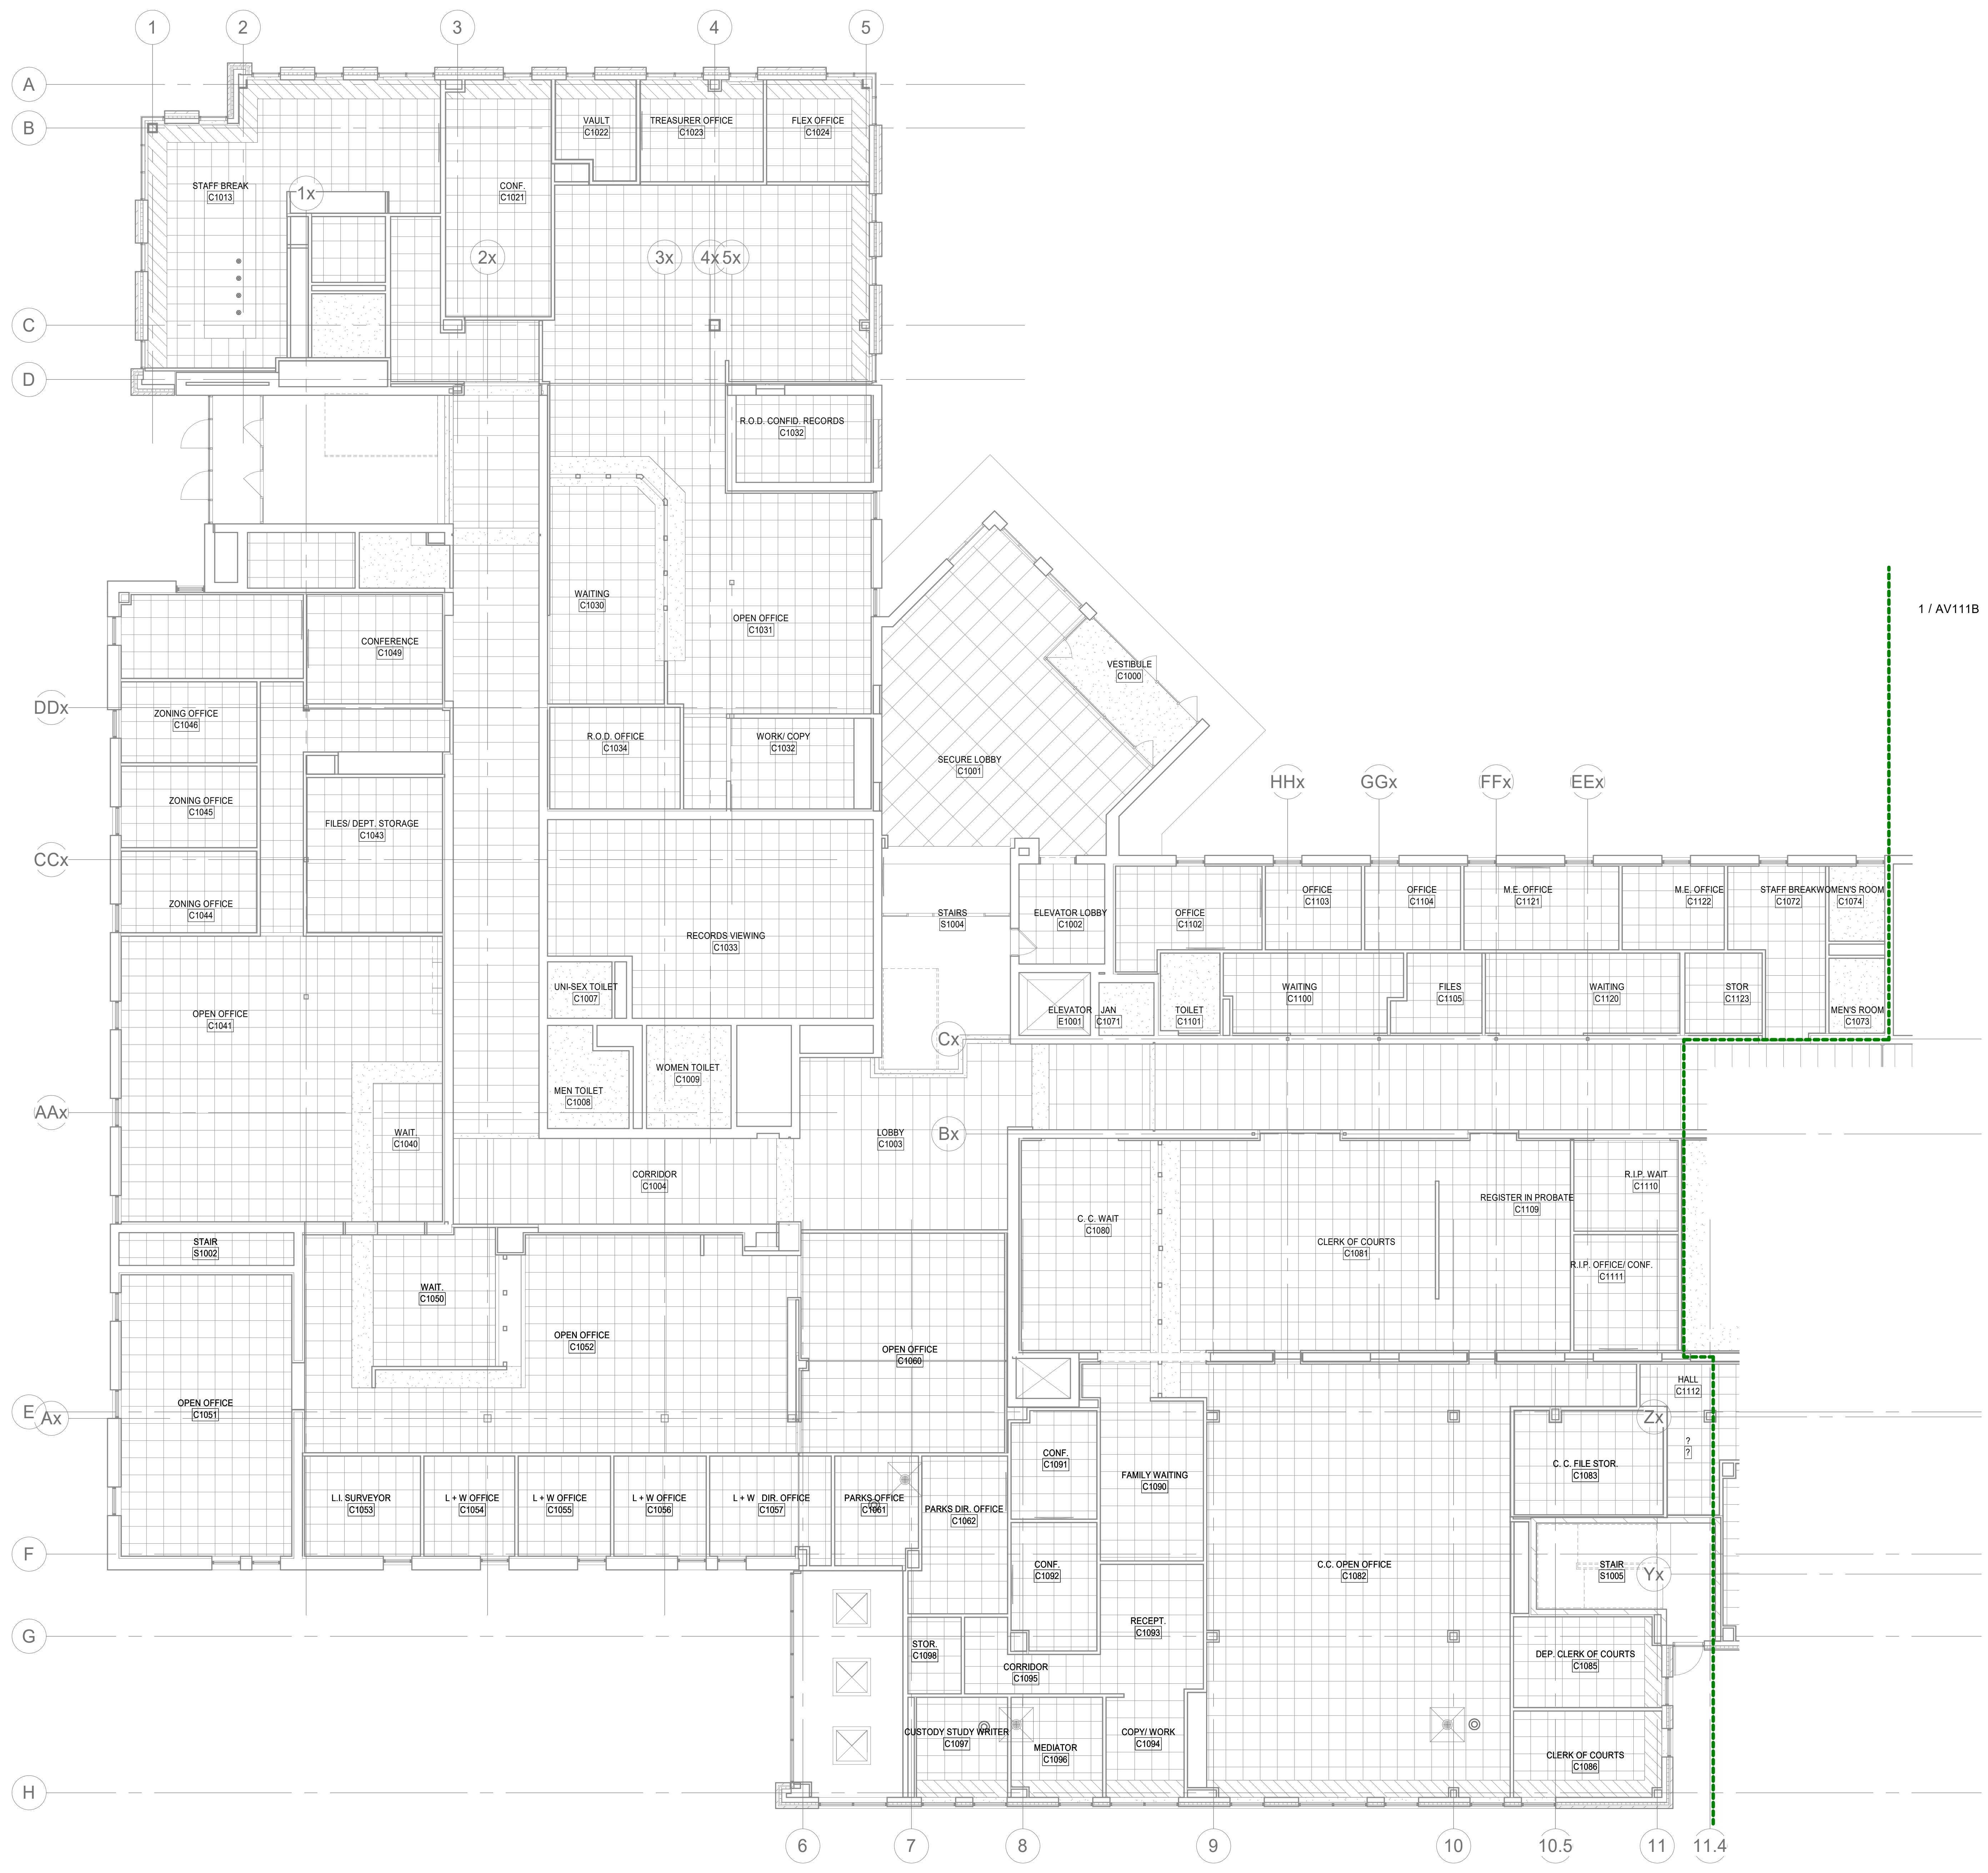 1
2
3
4
5
A
B
VAULT
C1022
TREASURER OFFICE
C1023
FLEX OFFICE
C1024
STAFF BREAK
C1013
1x
CONF.
C1021
2x
3x
4x
5x
C
D
R.O.D. CONFID. RECORDS
C1032
WAITING
C1030
OPEN OFFICE
C1031
1 / AV111B
CONFERENCE
C1049
VESTIBULE
C1000
DDx
ZONING OFFICE
C1046
R.O.D. OFFICE
C1034
WORK/ COPY
C1032
SECURE LOBBY
C1001
HHx
GGx
FFx
EEx
ZONING OFFICE
C1045
FILES/ DEPT. STORAGE
C1043
CCx
ZONING OFFICE
C1044
STAIRS
S1004
ELEVATOR LOBBY
C1002
OFFICE
C1102
OFFICE
C1103
OFFICE
C1104
M.E. OFFICE
C1121
M.E. OFFICE
C1122
STAFF BREAK
C1072
WOMEN'S ROOM
C1074
RECORDS VIEWING
C1033
UNI-SEX TOILET
C1007
OPEN OFFICE
C1041
ELEVATOR
E1001
JAN
C1071
TOILET
C1101
WAITING
C1100
FILES
C1105
WAITING
C1120
STOR
C1123
MEN'S ROOM
C1073
Cx
WOMEN TOILET
C1009
MEN TOILET
C1008
AAx
WAIT.
C1040
LOBBY
C1003
Bx
CORRIDOR
C1004
R.I.P. WAIT
C1110
REGISTER IN PROBATE
C1109
C. C. WAIT
C1080
CLERK OF COURTS
C1081
R.I.P. OFFICE/ CONF.
C1111
STAIR
S1002
WAIT.
C1050
OPEN OFFICE
C1052
OPEN OFFICE
C1060
HALL
C1112
OPEN OFFICE
C1051
E
Ax
Zx
?
?
CONF.
C1091
FAMILY WAITING
C1090
C. C. FILE STOR.
C1083
L.I. SURVEYOR
C1053
L + W OFFICE
C1054
L + W OFFICE
C1055
L + W OFFICE
C1056
L + W DIR. OFFICE
C1057
PARKS OFFICE
C1061
PARKS DIR. OFFICE
C1062
F
CONF.
C1092
C.C. OPEN OFFICE
C1082
STAIR
S1005
Yx
G
RECEPT.
C1093
STOR.
C1098
CORRIDOR
C1095
DEP. CLERK OF COURTS
C1085
CUSTODY STUDY WRITER
C1097
MEDIATOR
C1096
COPY/ WORK
C1094
CLERK OF COURTS
C1086
H
6
7
8
9
10
10.5
11
11.4